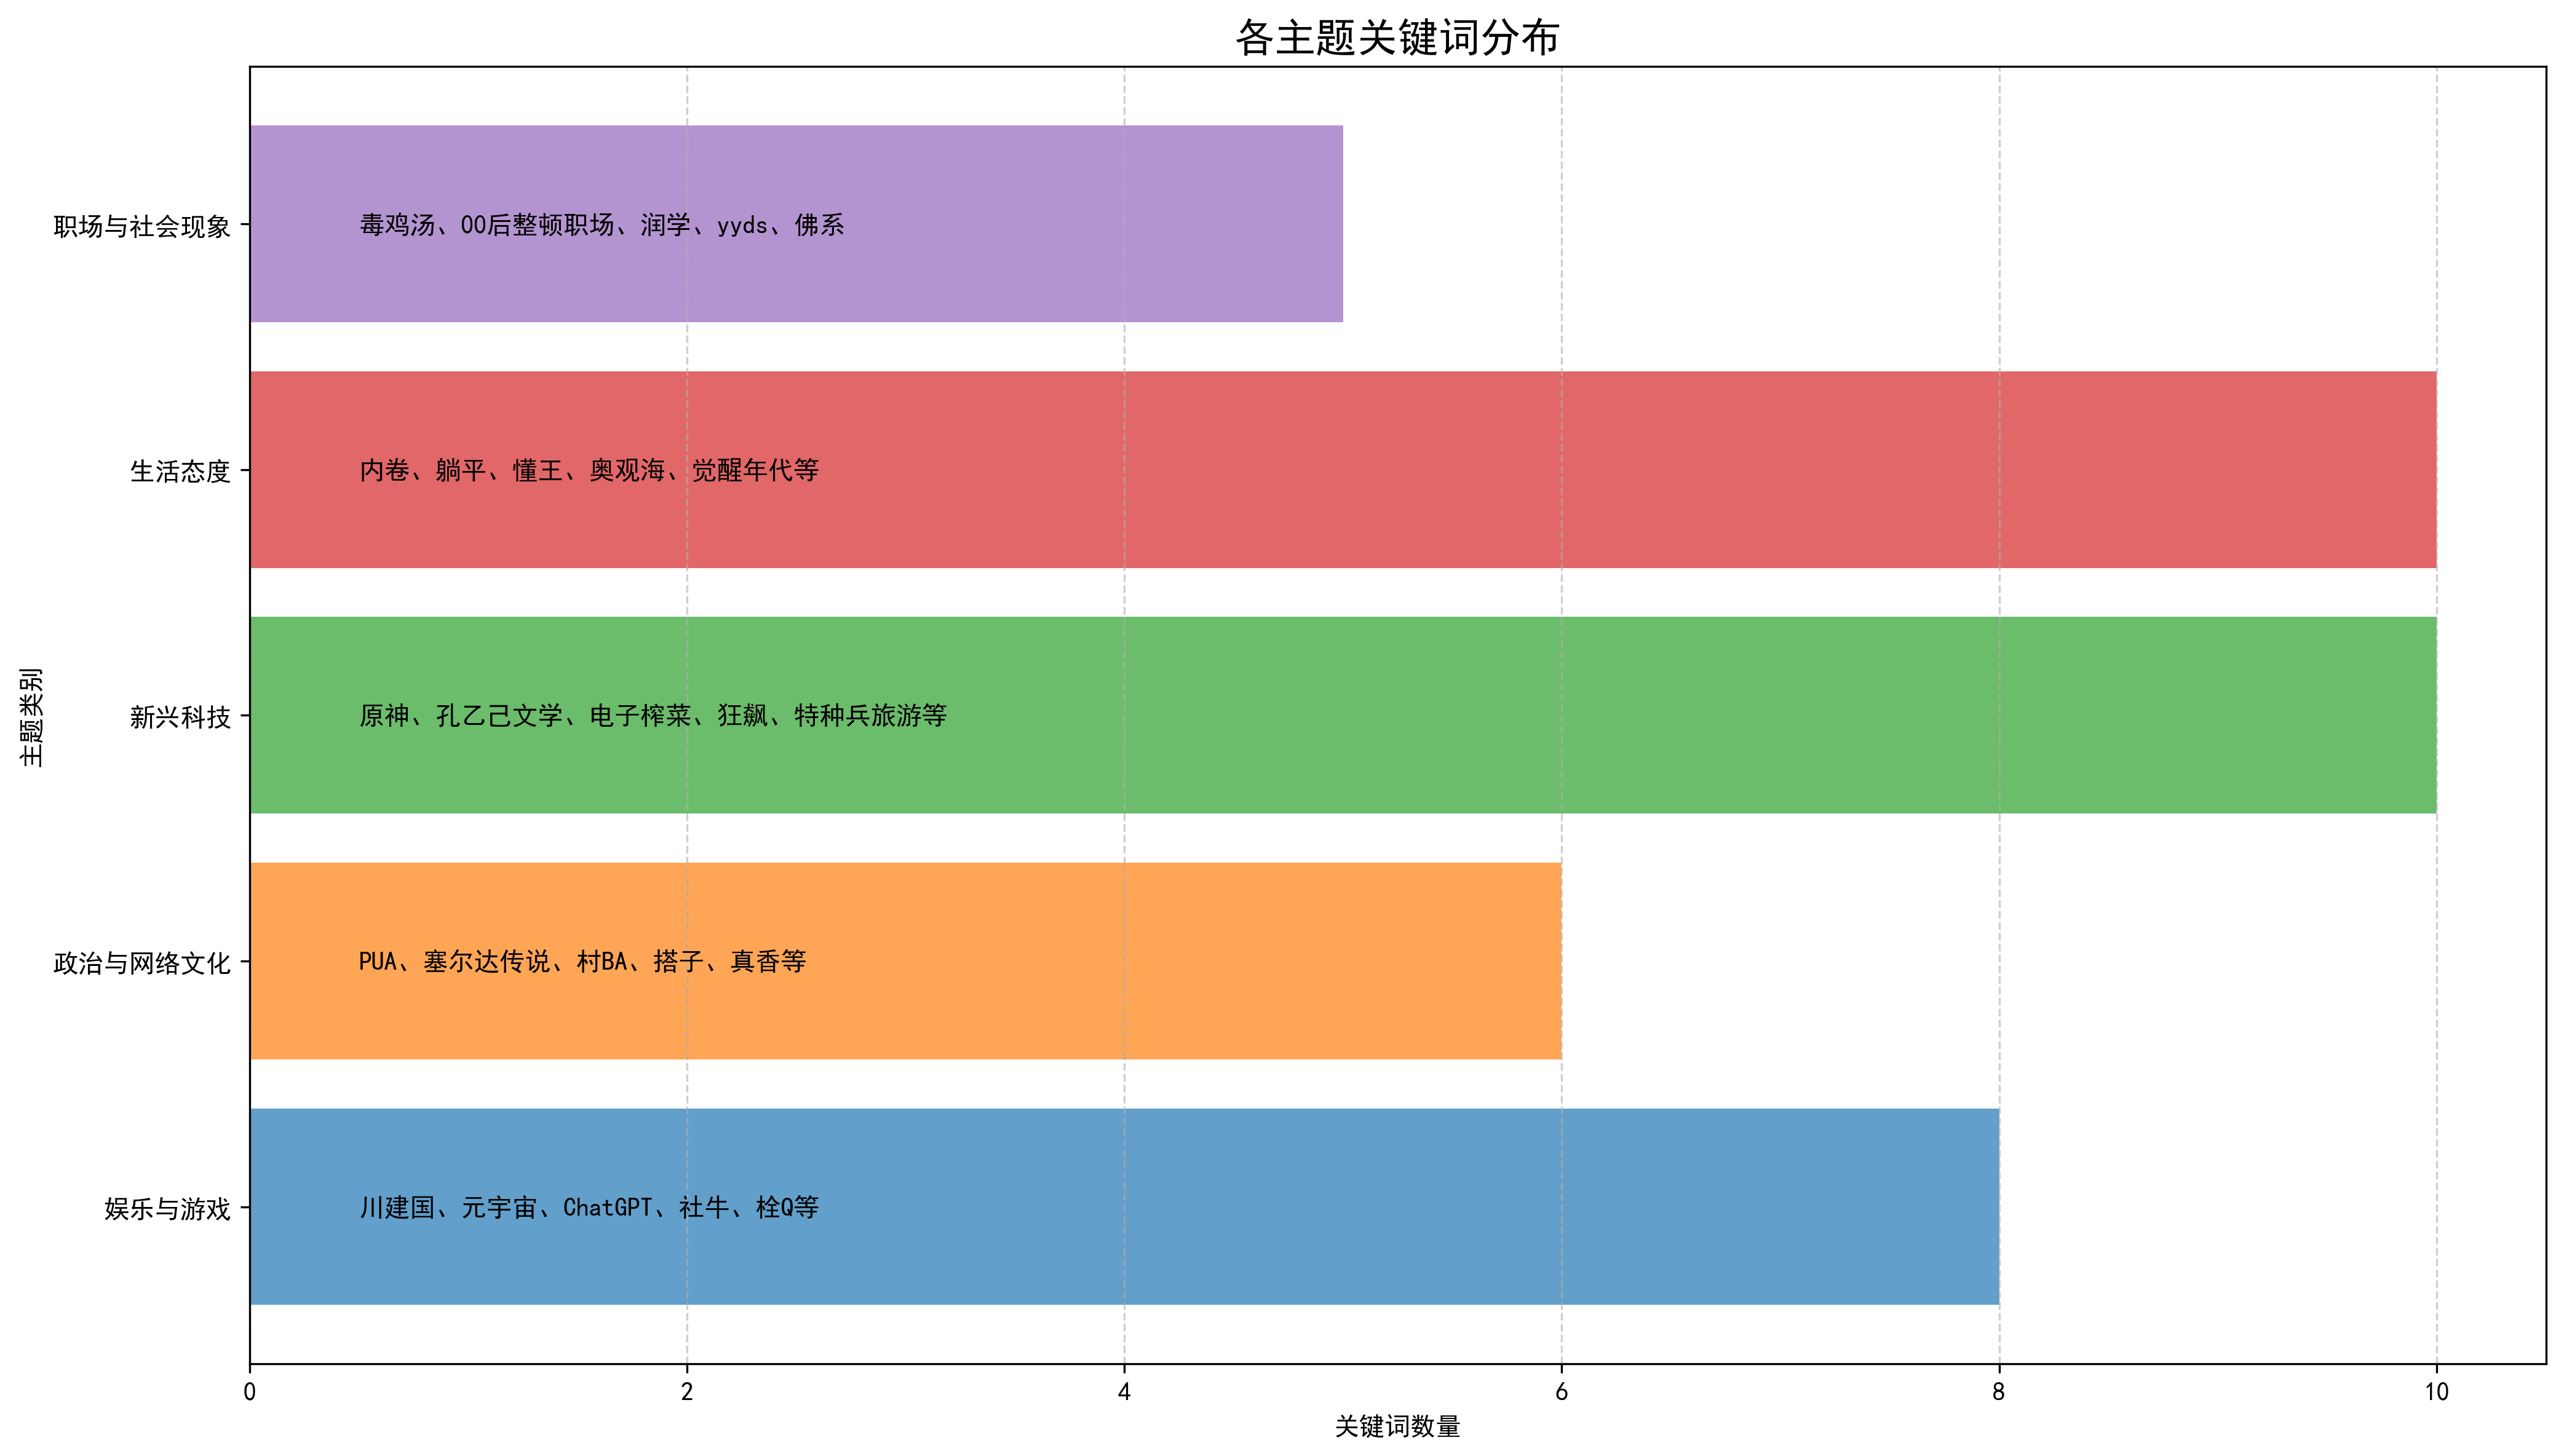 各主题关键词分布
职场与社会现象
毒鸡汤、00后整顿职场、润学、yyds、佛系
生活态度
内卷、躺平、懂王、奥观海、觉醒年代等
新兴科技
原神、孔乙己文学、电子榨菜、狂飙、特种兵旅游等
政治与网络文化
PUA、塞尔达传说、村BA、搭子、真香等
娱乐与游戏
川建国、元宇宙、ChatGPT、社牛、栓Q等
主题类别
0 2 4 6 8 10
关键词数量